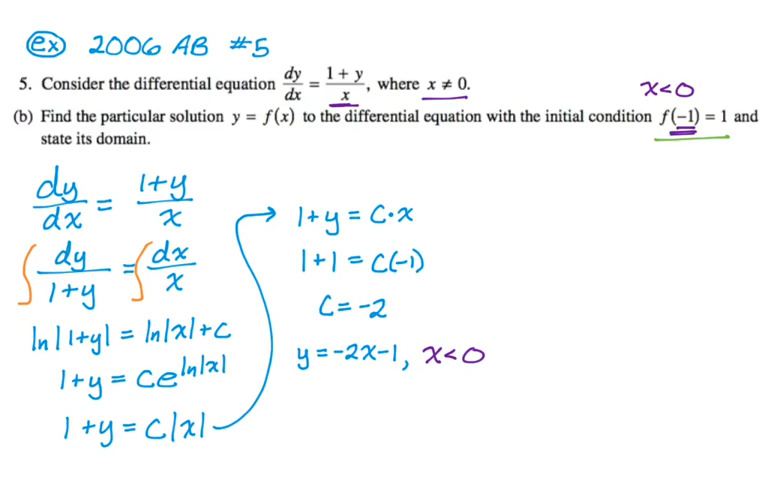 ex 2006 AB #5
5. Consider the differential equation dy/dx = (1 + y)/x, where x ≠ 0.
x<0
(b) Find the particular solution y = f(x) to the differential equation with the initial condition f(−1) = 1 and
state its domain.
dy/dx = (1+y)/x
∫ dy/(1+y) = ∫ dx/x
ln|1+y| = ln|x|+c
1+y = Ce^{ln|x|}
1+y = C|x|
→ 1+y = C·x
1+1 = C(-1)
C = -2
y = -2x-1, x<0